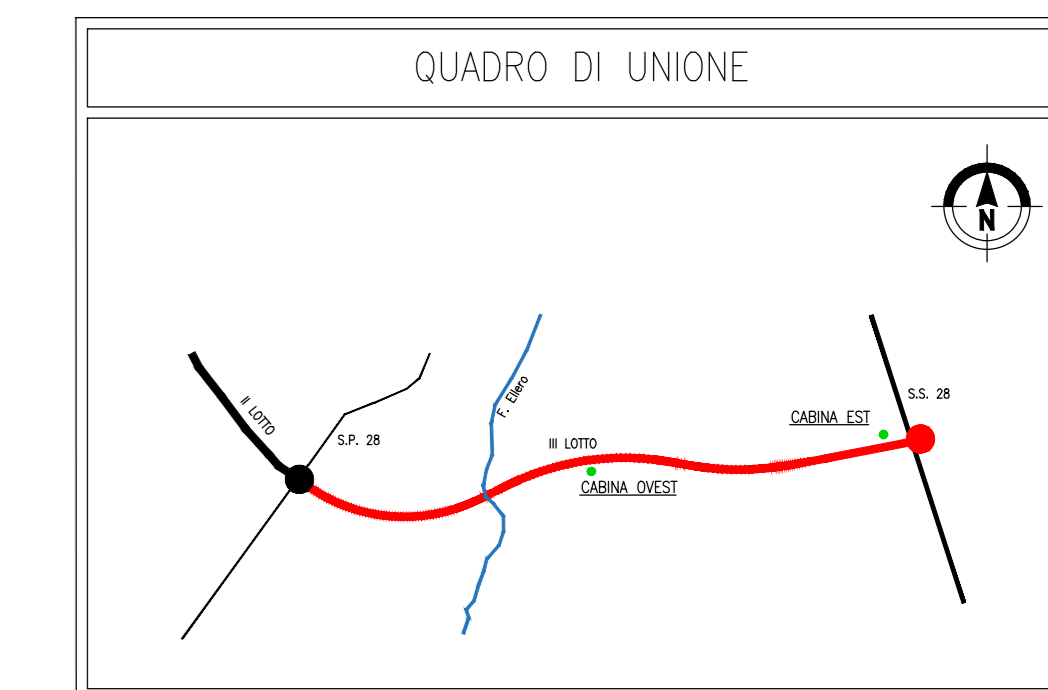 QUADRO DI UNIONE
N
II LOTTO
S.P. 28
F. Ellero
III LOTTO
CABINA OVEST
CABINA EST
S.S. 28